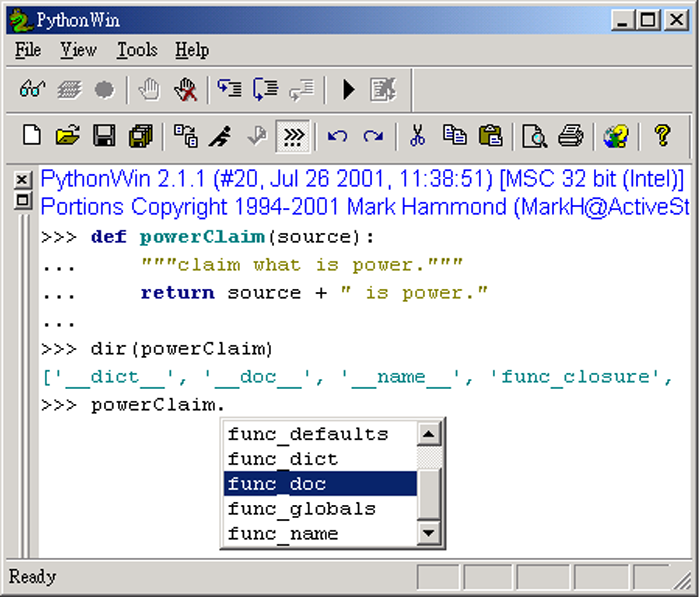 PythonWin
File View Tools Help
PythonWin 2.1.1 (#20, Jul 26 2001, 11:38:51) [MSC 32 bit (Intel)]
Portions Copyright 1994-2001 Mark Hammond (MarkH@ActiveSt
>>> def powerClaim(source):
...     """claim what is power."""
...     return source + " is power."
...
>>> dir(powerClaim)
['__dict__', '__doc__', '__name__', 'func_closure',
>>> powerClaim.
func_defaults
func_dict
func_doc
func_globals
func_name
Ready